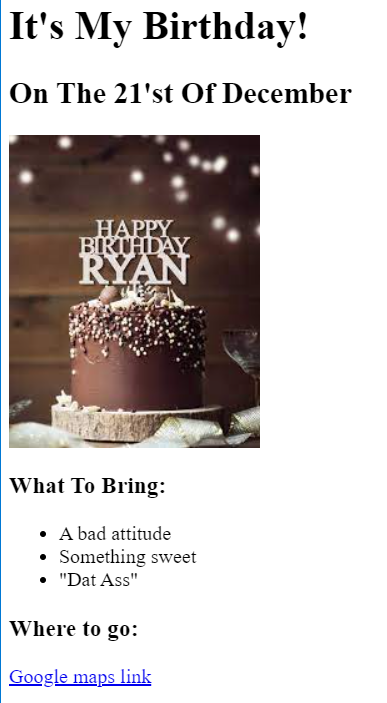 It's My Birthday!
On The 21'st Of December
HAPPY
BIRTHDAY
RYAN
What To Bring:
A bad attitude
Something sweet
"Dat Ass"
Where to go:
Google maps link